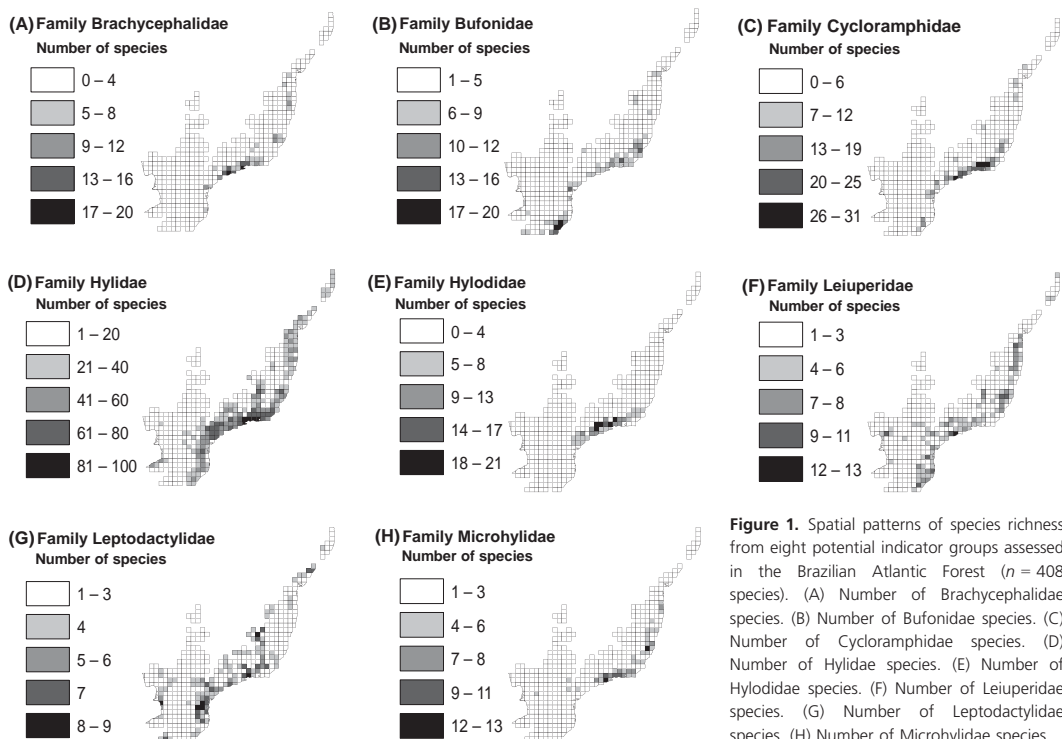 (A) Family Brachycephalidae
Number of species
0 – 4
5 – 8
9 – 12
13 – 16
17 – 20
(B) Family Bufonidae
Number of species
1 – 5
6 – 9
10 – 12
13 – 16
17 – 20
(C) Family Cycloramphidae
Number of species
0 – 6
7 – 12
13 – 19
20 – 25
26 – 31
(D) Family Hylidae
Number of species
1 – 20
21 – 40
41 – 60
61 – 80
81 – 100
(E) Family Hylodidae
Number of species
0 – 4
5 – 8
9 – 13
14 – 17
18 – 21
(F) Family Leiuperidae
Number of species
1 – 3
4 – 6
7 – 8
9 – 11
12 – 13
(G) Family Leptodactylidae
Number of species
1 – 3
4
5 – 6
7
8 – 9
(H) Family Microhylidae
Number of species
1 – 3
4 – 6
7 – 8
9 – 11
12 – 13
Figure 1. Spatial patterns of species richness
from eight potential indicator groups assessed
in the Brazilian Atlantic Forest (n = 408
species). (A) Number of Brachycephalidae
species. (B) Number of Bufonidae species. (C)
Number of Cycloramphidae species. (D)
Number of Hylidae species. (E) Number of
Hylodidae species. (F) Number of Leiuperidae
species. (G) Number of Leptodactylidae
species. (H) Number of Microhylidae species.